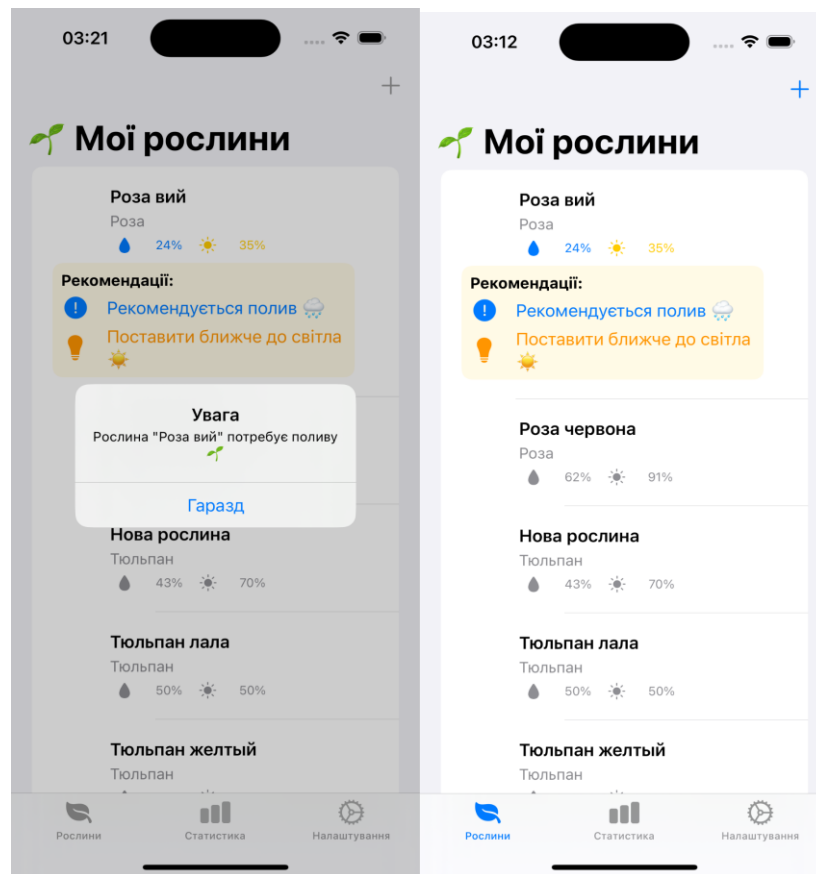 03:21
Мої рослини
Роза вий
Роза
24% 35%
Рекомендації:
Рекомендується полив
Поставити ближче до світла
Увага
Рослина "Роза вий" потребує поливу
Гаразд
Нова рослина
Тюльпан
43% 70%
Тюльпан лала
Тюльпан
50% 50%
Тюльпан желтый
Тюльпан
Рослини Статистика Налаштування
03:12
Мої рослини
Роза вий
Роза
24% 35%
Рекомендації:
Рекомендується полив
Поставити ближче до світла
Роза червона
Роза
62% 91%
Нова рослина
Тюльпан
43% 70%
Тюльпан лала
Тюльпан
50% 50%
Тюльпан желтый
Тюльпан
Рослини Статистика Налаштування